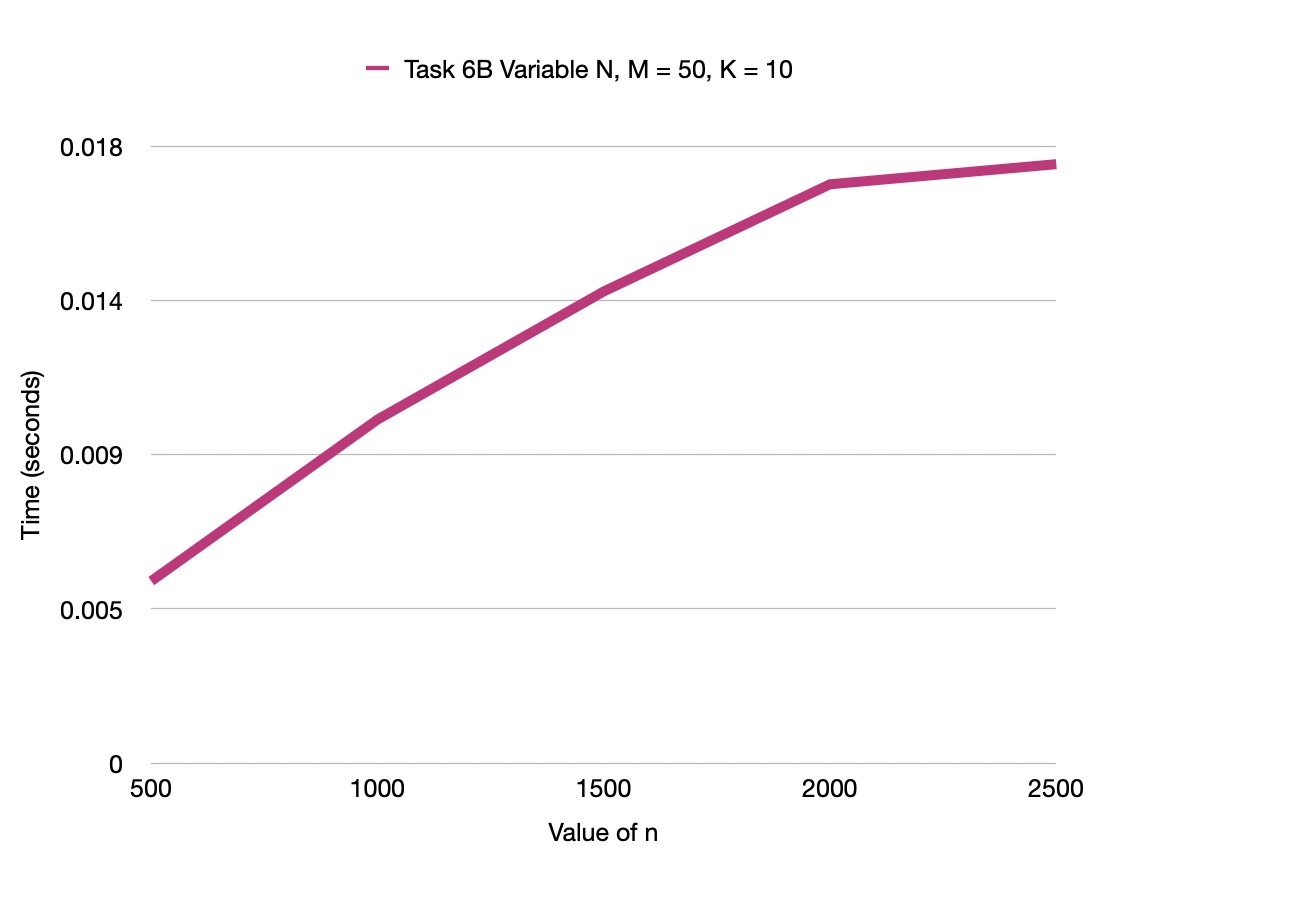 Task 6B Variable N, M = 50, K = 10
0.018
0.014
0.009
0.005
0
Time (seconds)
500 1000 1500 2000 2500
Value of n